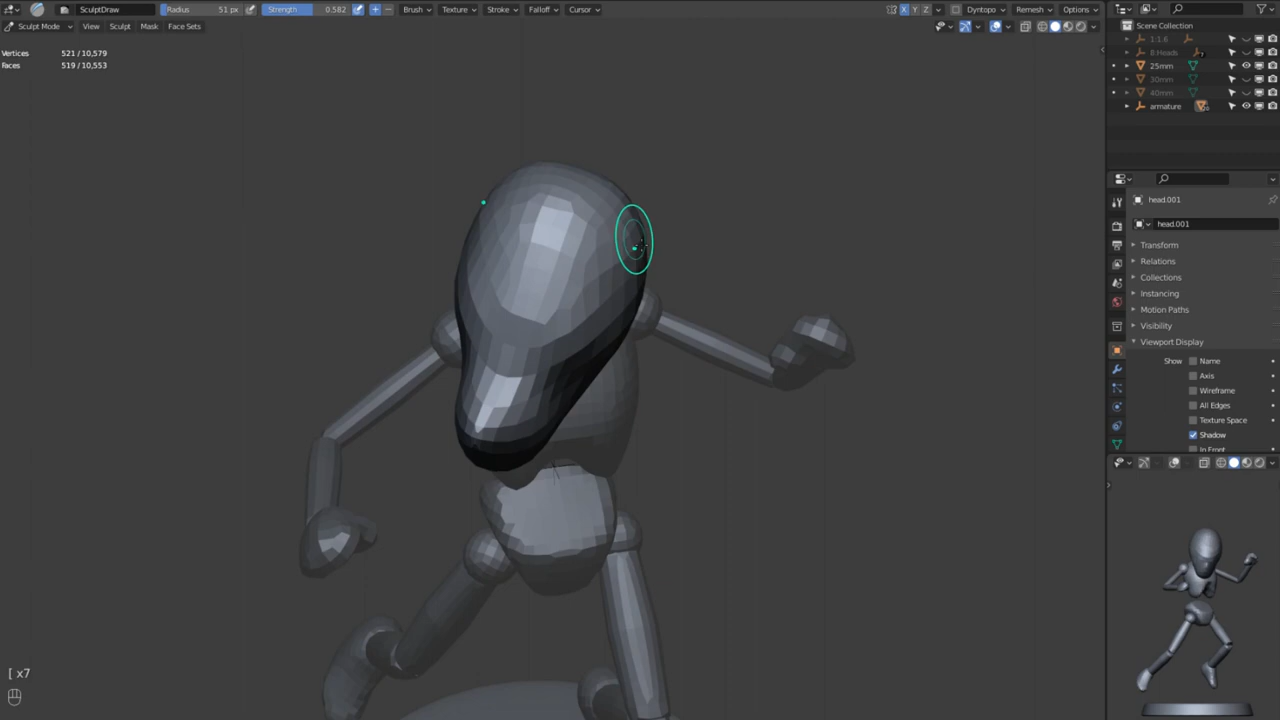 SculptDraw Radius 51 px Strength 0.582 Brush Texture Stroke Falloff Cursor X Y Z Dyntopo Remesh Options
Sculpt Mode View Sculpt Mask Face Sets
Vertices 521 / 10,579
Faces 519 / 10,553
[ x7
Scene Collection
1:1.6
8 Heads
25mm
30mm
40mm
armature
head.001
head.001
Transform
Relations
Collections
Instancing
Motion Paths
Visibility
Viewport Display
Show Name
Axis
Wireframe
All Edges
Texture Space
Shadow
In Front